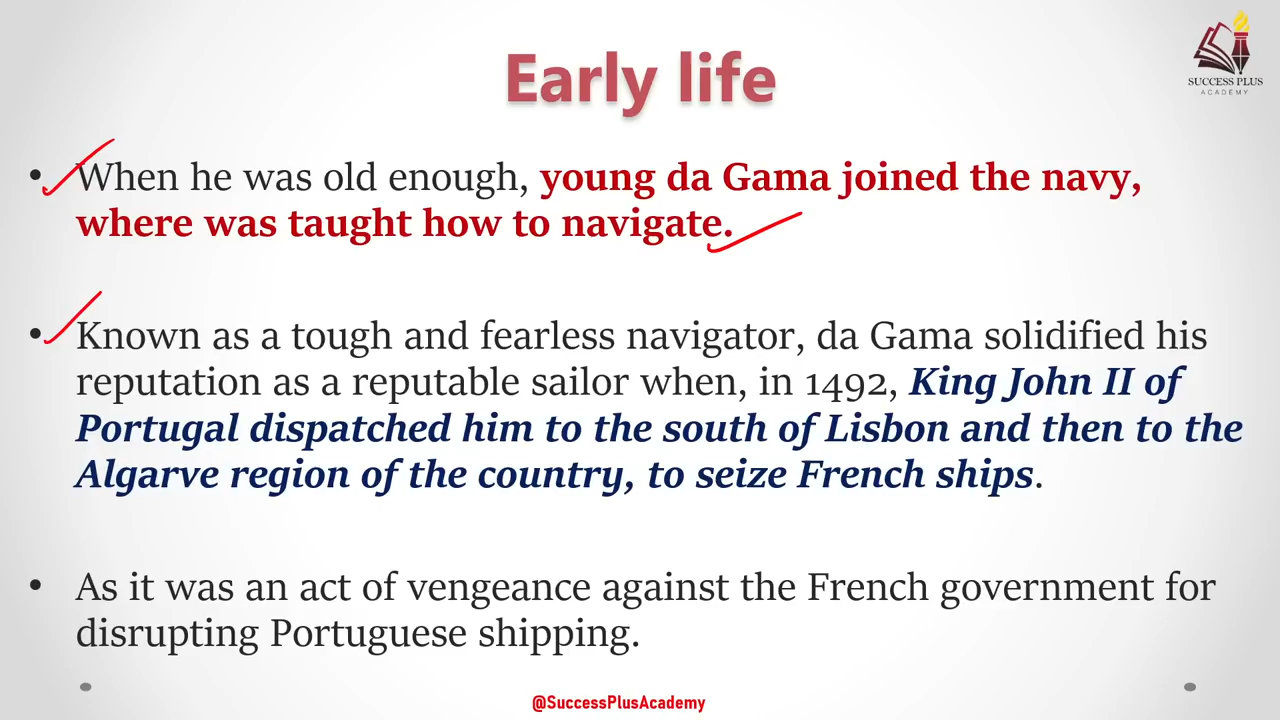 Early life
SUCCESS PLUS
ACADEMY
• When he was old enough, young da Gama joined the navy,
where was taught how to navigate.
• Known as a tough and fearless navigator, da Gama solidified his
reputation as a reputable sailor when, in 1492, King John II of
Portugal dispatched him to the south of Lisbon and then to the
Algarve region of the country, to seize French ships.
• As it was an act of vengeance against the French government for
disrupting Portuguese shipping.
@SuccessPlusAcademy